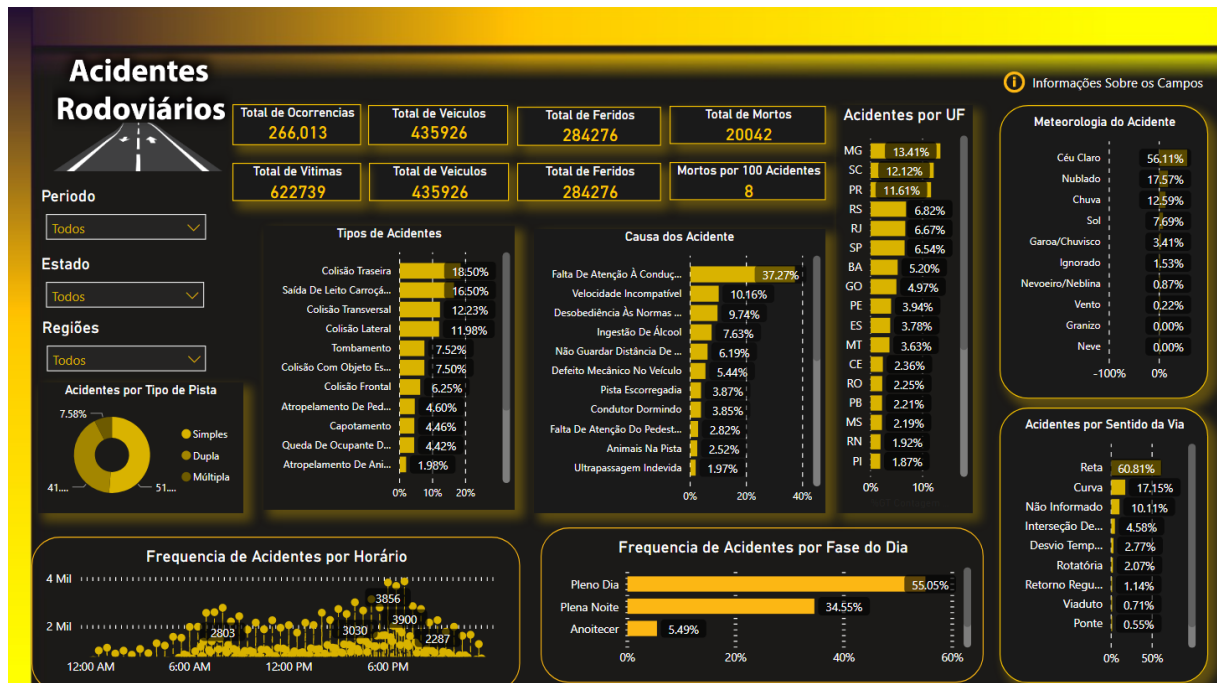 Acidentes
Rodoviários
Informações Sobre os Campos
Total de Ocorrencias
266,013
Total de Veiculos
435926
Total de Feridos
284276
Total de Mortos
20042
Total de Vitimas
622739
Total de Veiculos
435926
Total de Feridos
284276
Mortos por 100 Acidentes
8
Periodo
Todos
Estado
Todos
Regiões
Todos
Acidentes por Tipo de Pista
7.58%
41....
51....
Simples
Dupla
Múltipla
Tipos de Acidentes
Colisão Traseira 18.50%
Saída De Leito Carroçá... 16.50%
Colisão Transversal 12.23%
Colisão Lateral 11.98%
Tombamento 7.52%
Colisão Com Objeto Es... 7.50%
Colisão Frontal 6.25%
Atropelamento De Ped... 4.60%
Capotamento 4.46%
Queda De Ocupante D... 4.42%
Atropelamento De Ani... 1.98%
0% 10% 20%
Causa dos Acidente
Falta De Atenção À Conduç... 37.27%
Velocidade Incompatível 10.16%
Desobediência Às Normas ... 9.74%
Ingestão De Álcool 7.63%
Não Guardar Distância De ... 6.19%
Defeito Mecânico No Veículo 5.44%
Pista Escorregadia 3.87%
Condutor Dormindo 3.85%
Falta De Atenção Do Pedest... 2.82%
Animais Na Pista 2.52%
Ultrapassagem Indevida 1.97%
0% 20% 40%
Acidentes por UF
MG 13.41%
SC 12.12%
PR 11.61%
RS 6.82%
RJ 6.67%
SP 6.54%
BA 5.20%
GO 4.97%
PE 3.94%
ES 3.78%
MT 3.63%
CE 2.36%
RO 2.25%
PB 2.21%
MS 2.19%
RN 1.92%
PI 1.87%
0% 10%
Meteorologia do Acidente
Céu Claro 56.11%
Nublado 17.57%
Chuva 12.59%
Sol 7.69%
Garoa/Chuvisco 3.41%
Ignorado 1.53%
Nevoeiro/Neblina 0.87%
Vento 0.22%
Granizo 0.00%
Neve 0.00%
-100% 0%
Acidentes por Sentido da Via
Reta 60.81%
Curva 17.15%
Não Informado 10.11%
Interseção De... 4.58%
Desvio Temp... 2.77%
Rotatória 2.07%
Retorno Regu... 1.14%
Viaduto 0.71%
Ponte 0.55%
0% 50%
Frequencia de Acidentes por Horário
4 Mil
2 Mil
2803
3030
3856
3900
2287
12:00 AM 6:00 AM 12:00 PM 6:00 PM
Frequencia de Acidentes por Fase do Dia
Pleno Dia 55.05%
Plena Noite 34.55%
Anoitecer 5.49%
0% 20% 40% 60%